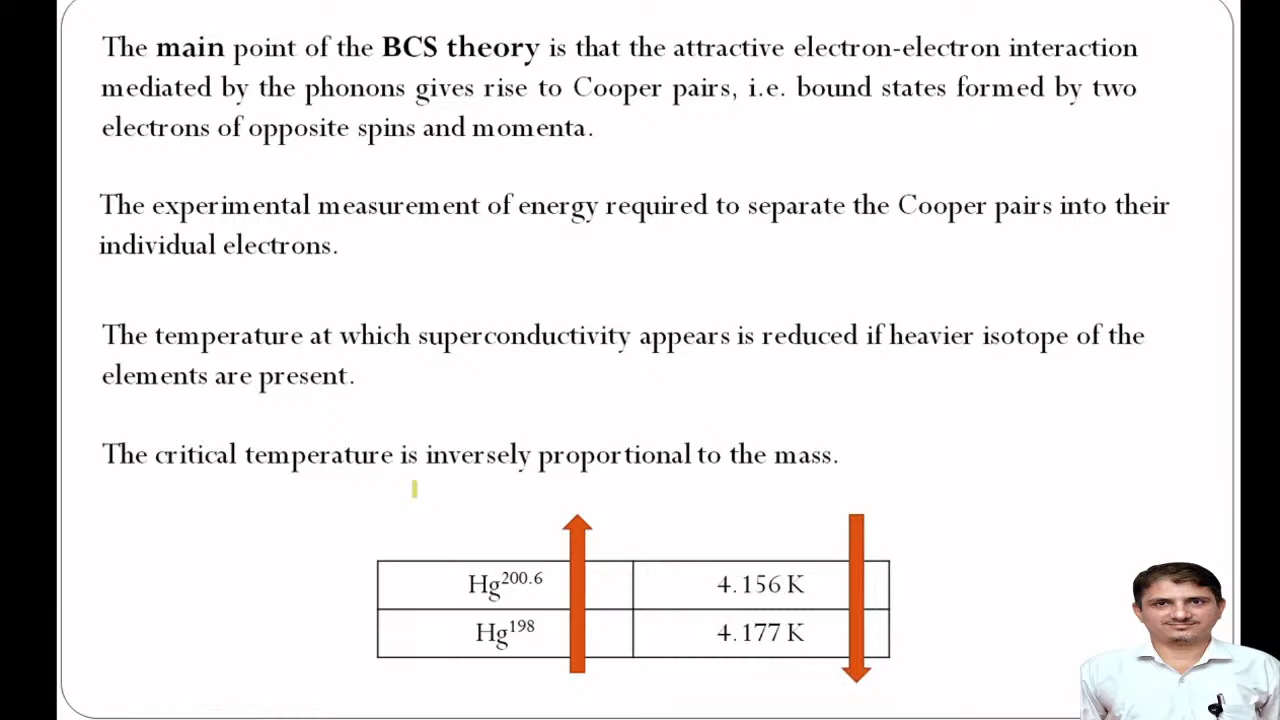 The main point of the BCS theory is that the attractive electron-electron interaction
mediated by the phonons gives rise to Cooper pairs, i.e. bound states formed by two
electrons of opposite spins and momenta.
The experimental measurement of energy required to separate the Cooper pairs into their
individual electrons.
The temperature at which superconductivity appears is reduced if heavier isotope of the
elements are present.
The critical temperature is inversely proportional to the mass.
Hg200.6 4.156 K
Hg198 4.177 K